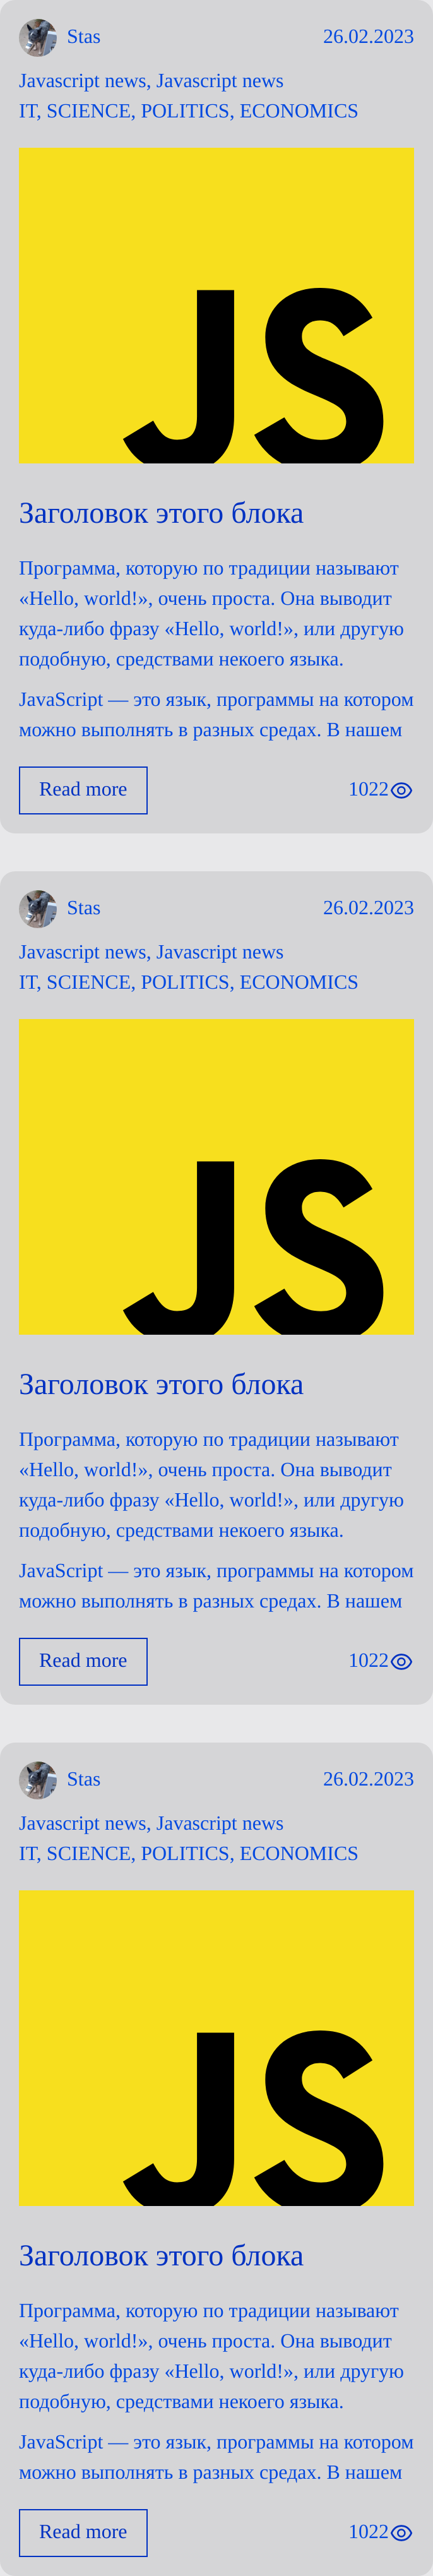 Stas 26.02.2023
Javascript news, Javascript news
IT, SCIENCE, POLITICS, ECONOMICS
JS
Заголовок этого блока
Программа, которую по традиции называют
«Hello, world!», очень проста. Она выводит
куда-либо фразу «Hello, world!», или другую
подобную, средствами некоего языка.
JavaScript — это язык, программы на котором
можно выполнять в разных средах. В нашем
Read more 1022
Stas 26.02.2023
Javascript news, Javascript news
IT, SCIENCE, POLITICS, ECONOMICS
JS
Заголовок этого блока
Программа, которую по традиции называют
«Hello, world!», очень проста. Она выводит
куда-либо фразу «Hello, world!», или другую
подобную, средствами некоего языка.
JavaScript — это язык, программы на котором
можно выполнять в разных средах. В нашем
Read more 1022
Stas 26.02.2023
Javascript news, Javascript news
IT, SCIENCE, POLITICS, ECONOMICS
JS
Заголовок этого блока
Программа, которую по традиции называют
«Hello, world!», очень проста. Она выводит
куда-либо фразу «Hello, world!», или другую
подобную, средствами некоего языка.
JavaScript — это язык, программы на котором
можно выполнять в разных средах. В нашем
Read more 1022